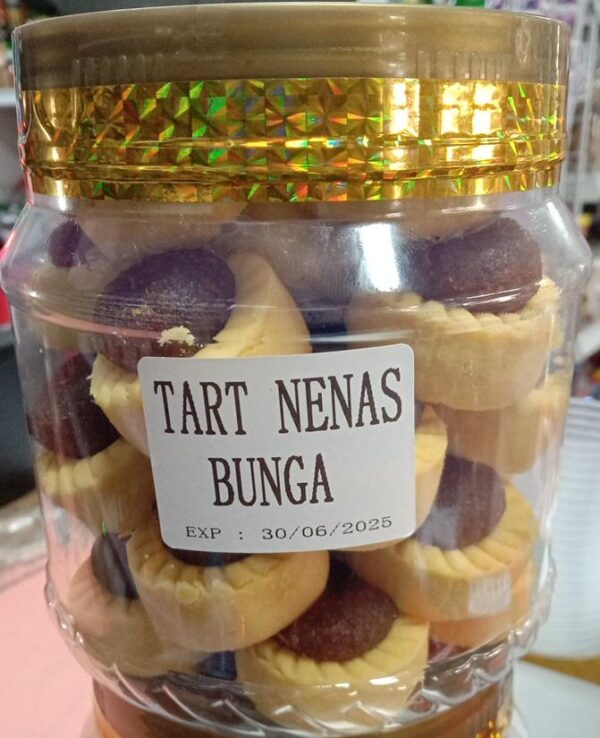 TART NENAS
BUNGA
EXP : 30/06/2025